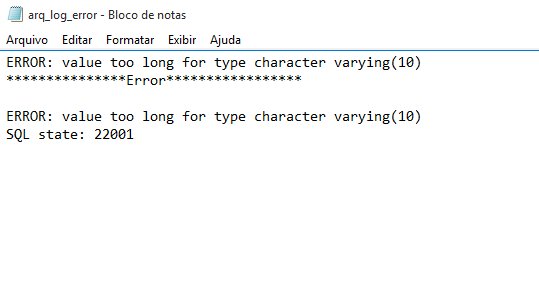 arq_log_error - Bloco de notas
Arquivo Editar Formatar Exibir Ajuda
ERROR: value too long for type character varying(10)
***************Error*****************
ERROR: value too long for type character varying(10)
SQL state: 22001